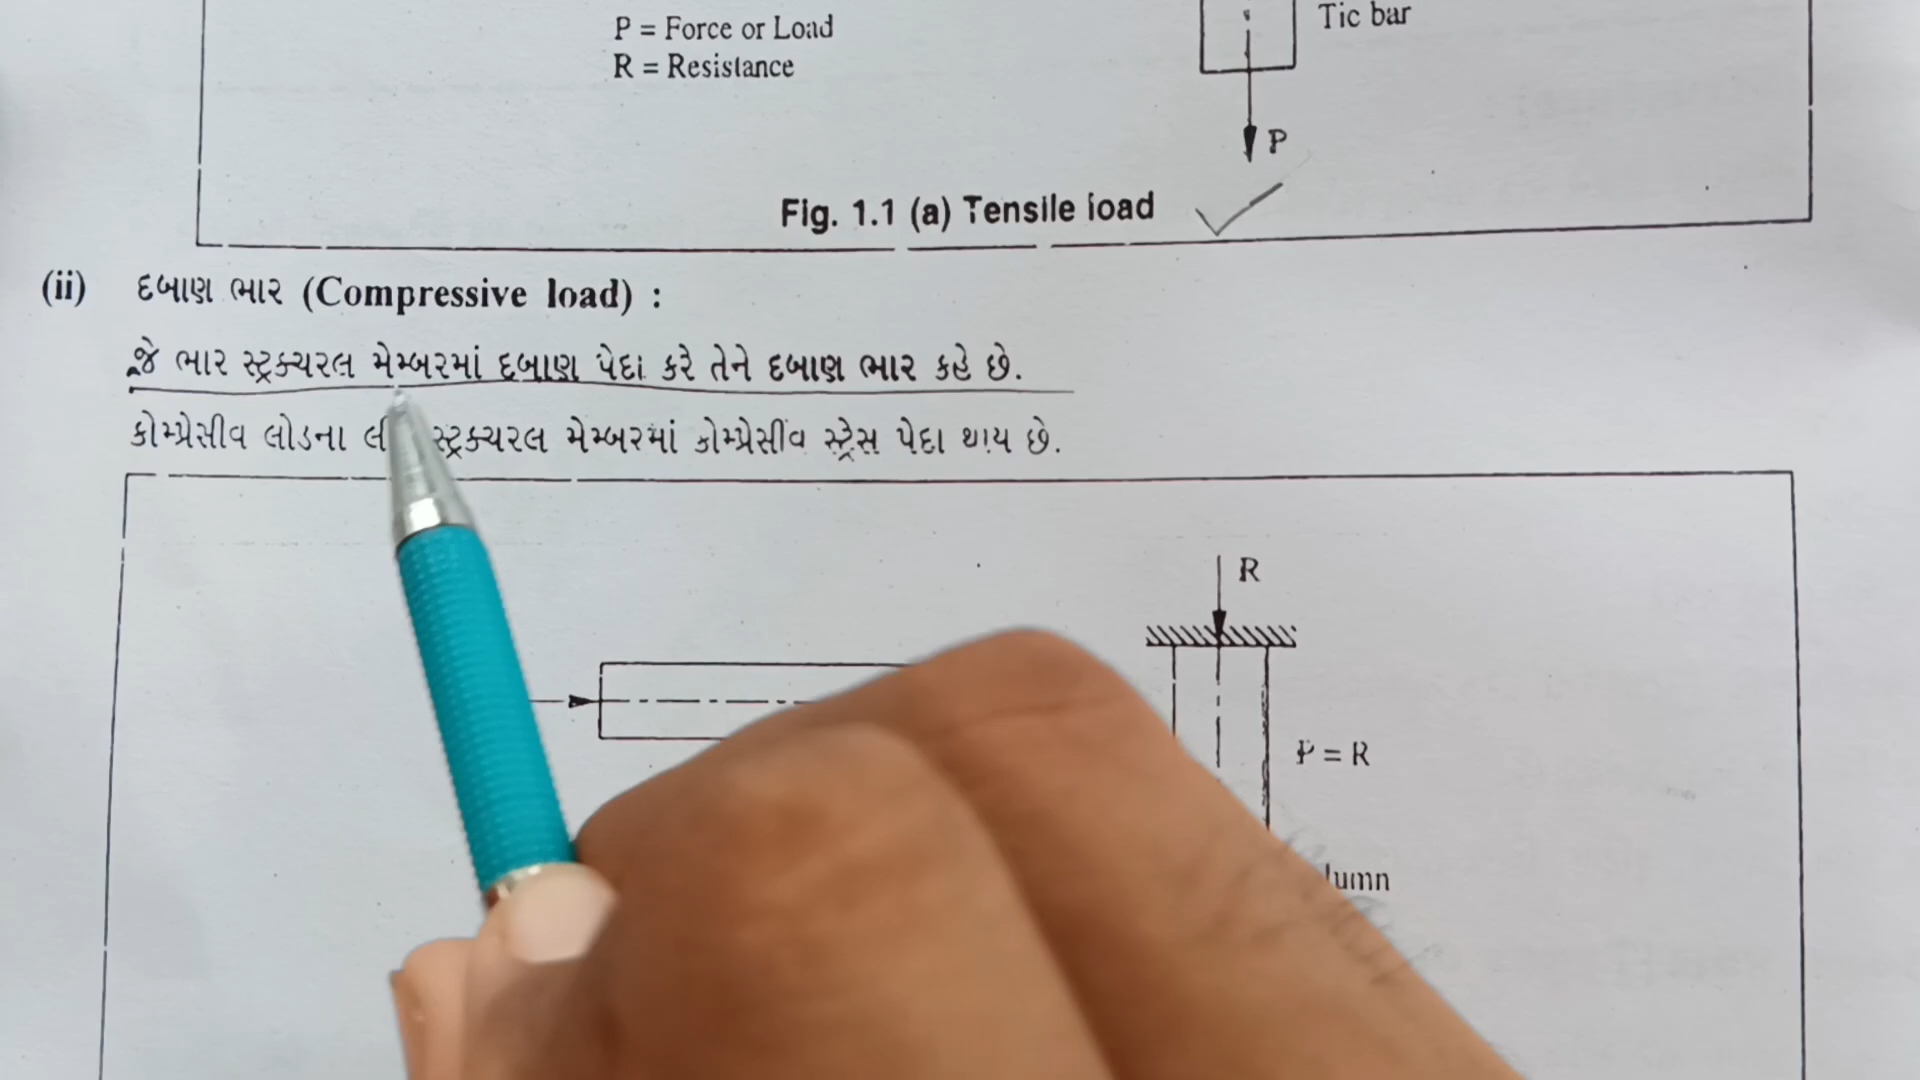 P = Force or Load
R = Resistance
Tic bar
P
Fig. 1.1 (a) Tensile load
(ii) દબાણ ભાર (Compressive load) :
જે ભાર સ્ટ્રક્ચરલ મેમ્બરમાં દબાણ પેદા કરે તેને દબાણ ભાર કહે છે.
કોમ્પ્રેસીવ લોડના સ્ટ્રક્ચરલ મેમ્બરમાં કોમ્પ્રેસીવ સ્ટ્રેસ પેદા થાય છે.
R
P = R